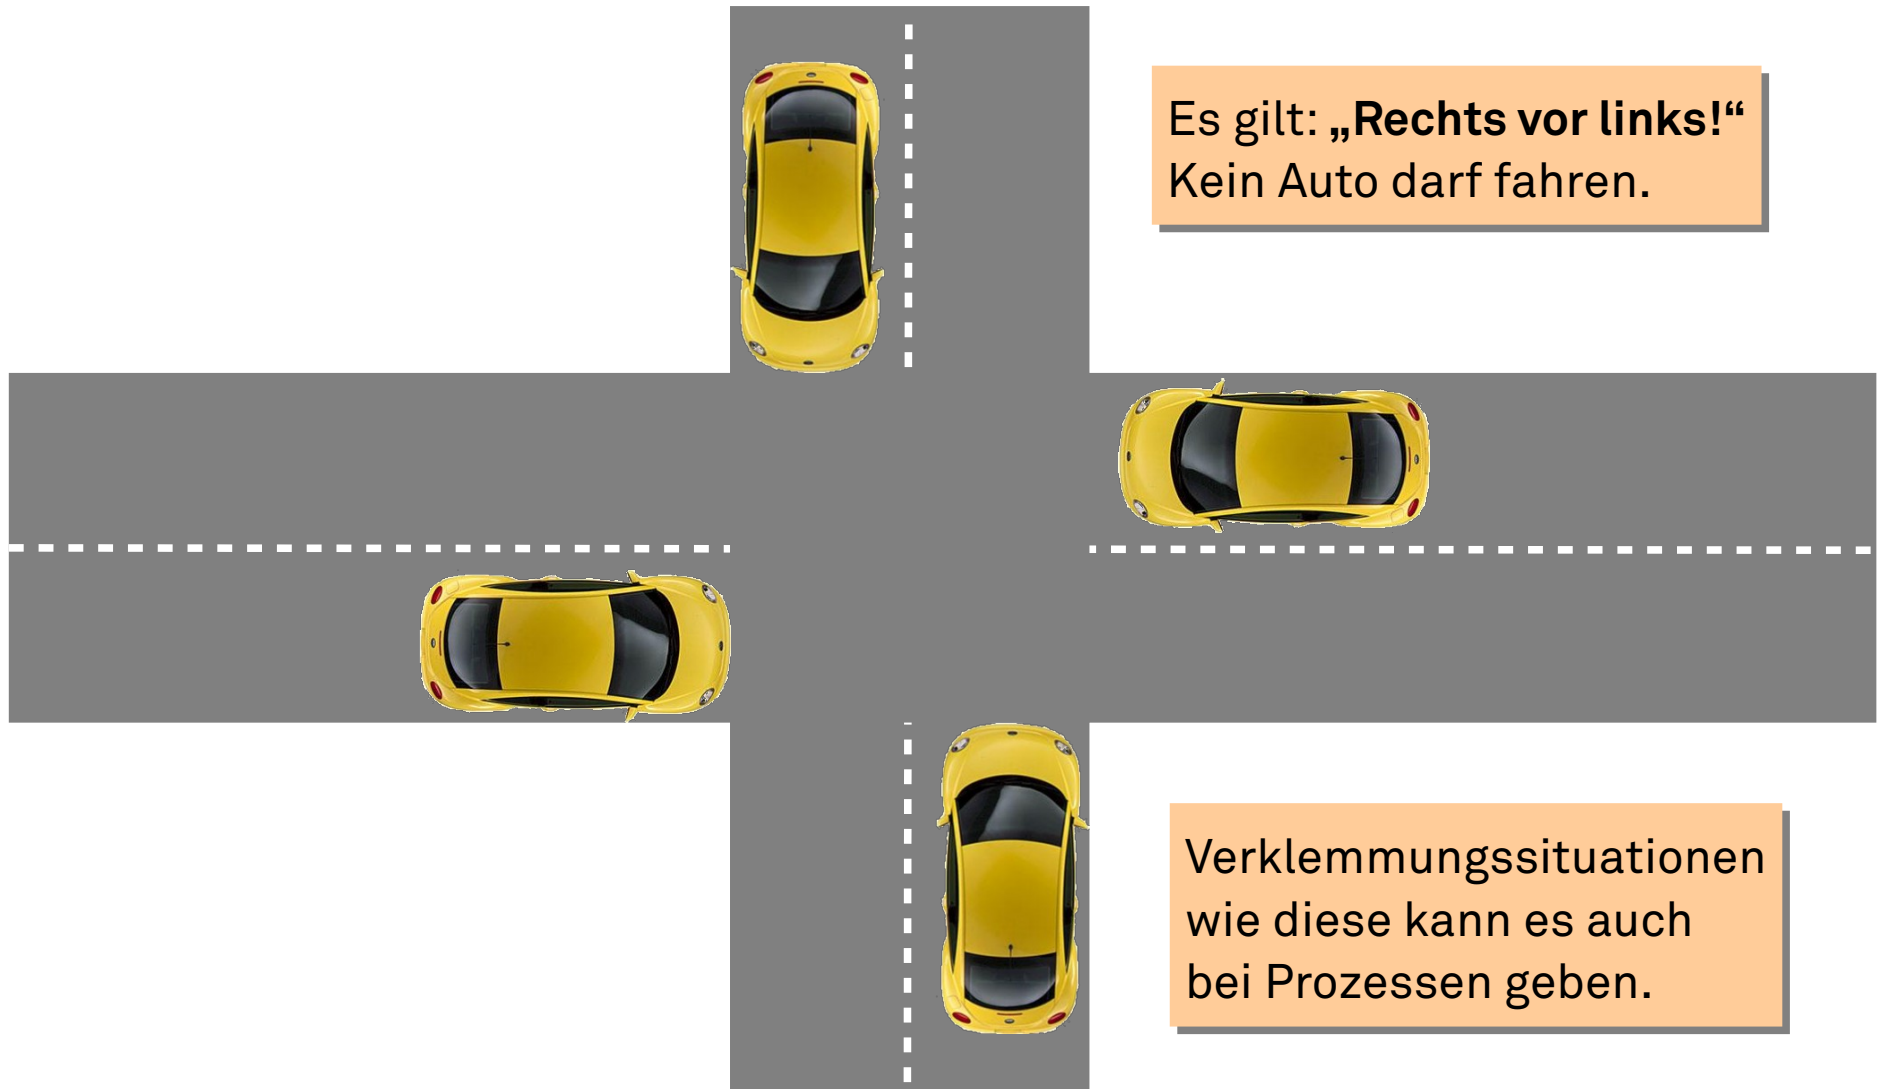 Es gilt: „Rechts vor links!“
Kein Auto darf fahren.
Verklemmungssituationen
wie diese kann es auch
bei Prozessen geben.